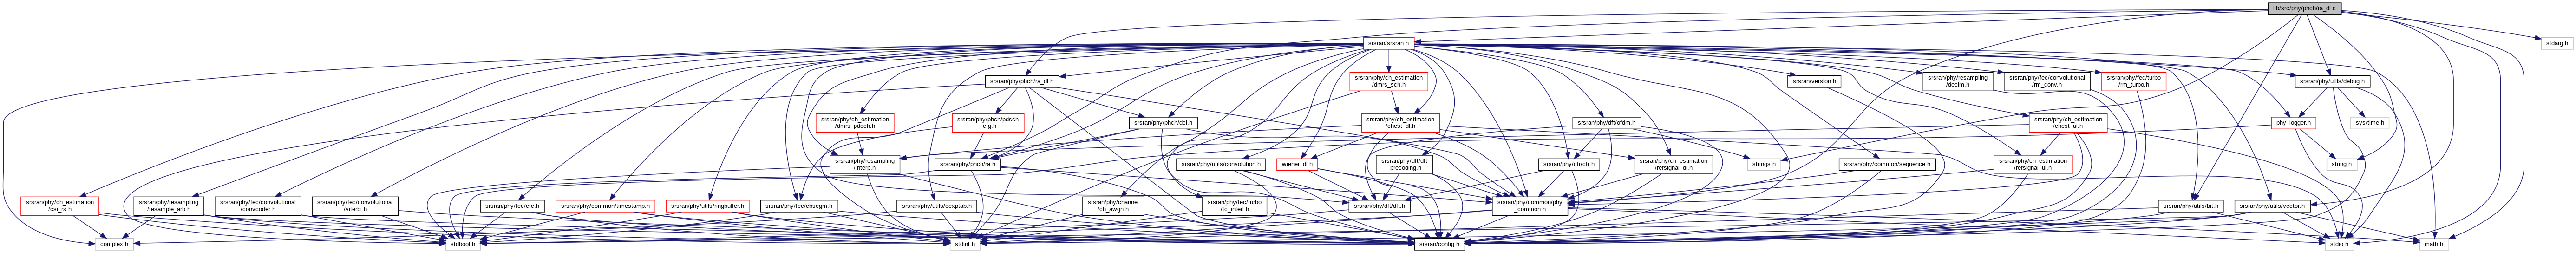 lib/src/phy/phch/ra_dl.c
srsran/srsran.h
stdarg.h
srsran/phy/phch/ra_dl.h
srsran/phy/ch_estimation
/dmrs_sch.h
srsran/version.h
srsran/phy/resampling
/decim.h
srsran/phy/fec/convolutional
/rm_conv.h
srsran/phy/fec/turbo
/rm_turbo.h
srsran/phy/utils/debug.h
srsran/phy/ch_estimation
/dmrs_pdcch.h
srsran/phy/phch/pdsch
_cfg.h
srsran/phy/phch/dci.h
srsran/phy/ch_estimation
/chest_dl.h
srsran/phy/dft/ofdm.h
srsran/phy/ch_estimation
/chest_ul.h
phy_logger.h
sys/time.h
srsran/phy/resampling
/interp.h
srsran/phy/phch/ra.h
srsran/phy/utils/convolution.h
wiener_dl.h
srsran/phy/dft/dft
_precoding.h
srsran/phy/cfr/cfr.h
srsran/phy/ch_estimation
/refsignal_dl.h
strings.h
srsran/phy/common/sequence.h
srsran/phy/ch_estimation
/refsignal_ul.h
string.h
srsran/phy/ch_estimation
/csi_rs.h
srsran/phy/resampling
/resample_arb.h
srsran/phy/fec/convolutional
/convcoder.h
srsran/phy/fec/convolutional
/viterbi.h
srsran/phy/fec/crc.h
srsran/phy/common/timestamp.h
srsran/phy/utils/ringbuffer.h
srsran/phy/fec/cbsegm.h
srsran/phy/utils/cexptab.h
srsran/phy/channel
/ch_awgn.h
srsran/phy/fec/turbo
/tc_interl.h
srsran/phy/dft/dft.h
srsran/phy/common/phy
_common.h
srsran/phy/utils/bit.h
srsran/phy/utils/vector.h
complex.h
stdbool.h
stdint.h
srsran/config.h
stdio.h
math.h